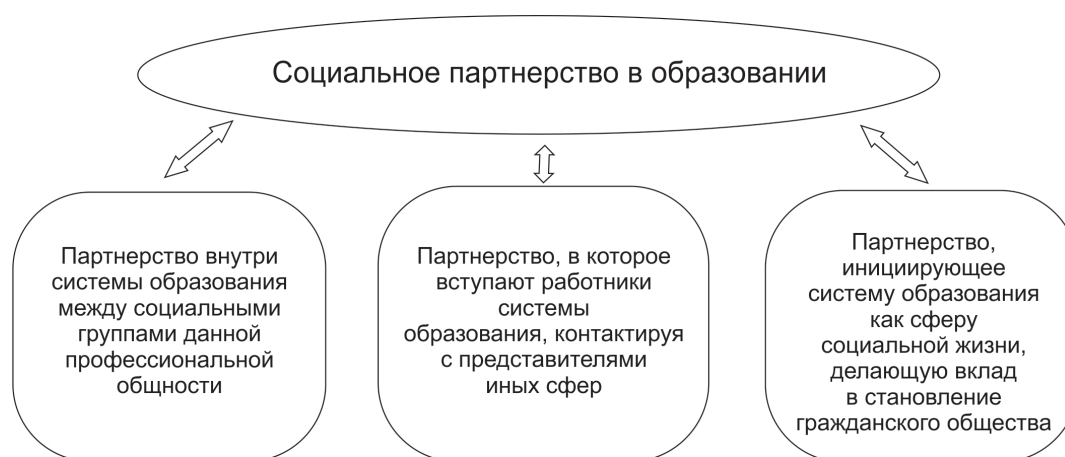 Социальное партнерство в образовании
Партнерство внутри
системы образования
между социальными
группами данной
профессиональной
общности
Партнерство, в которое
вступают работники
системы
образования, контактируя
с представителями
иных сфер
Партнерство,
инициирующее
систему образования
как сферу
социальной жизни,
делающую вклад
в становление
гражданского общества